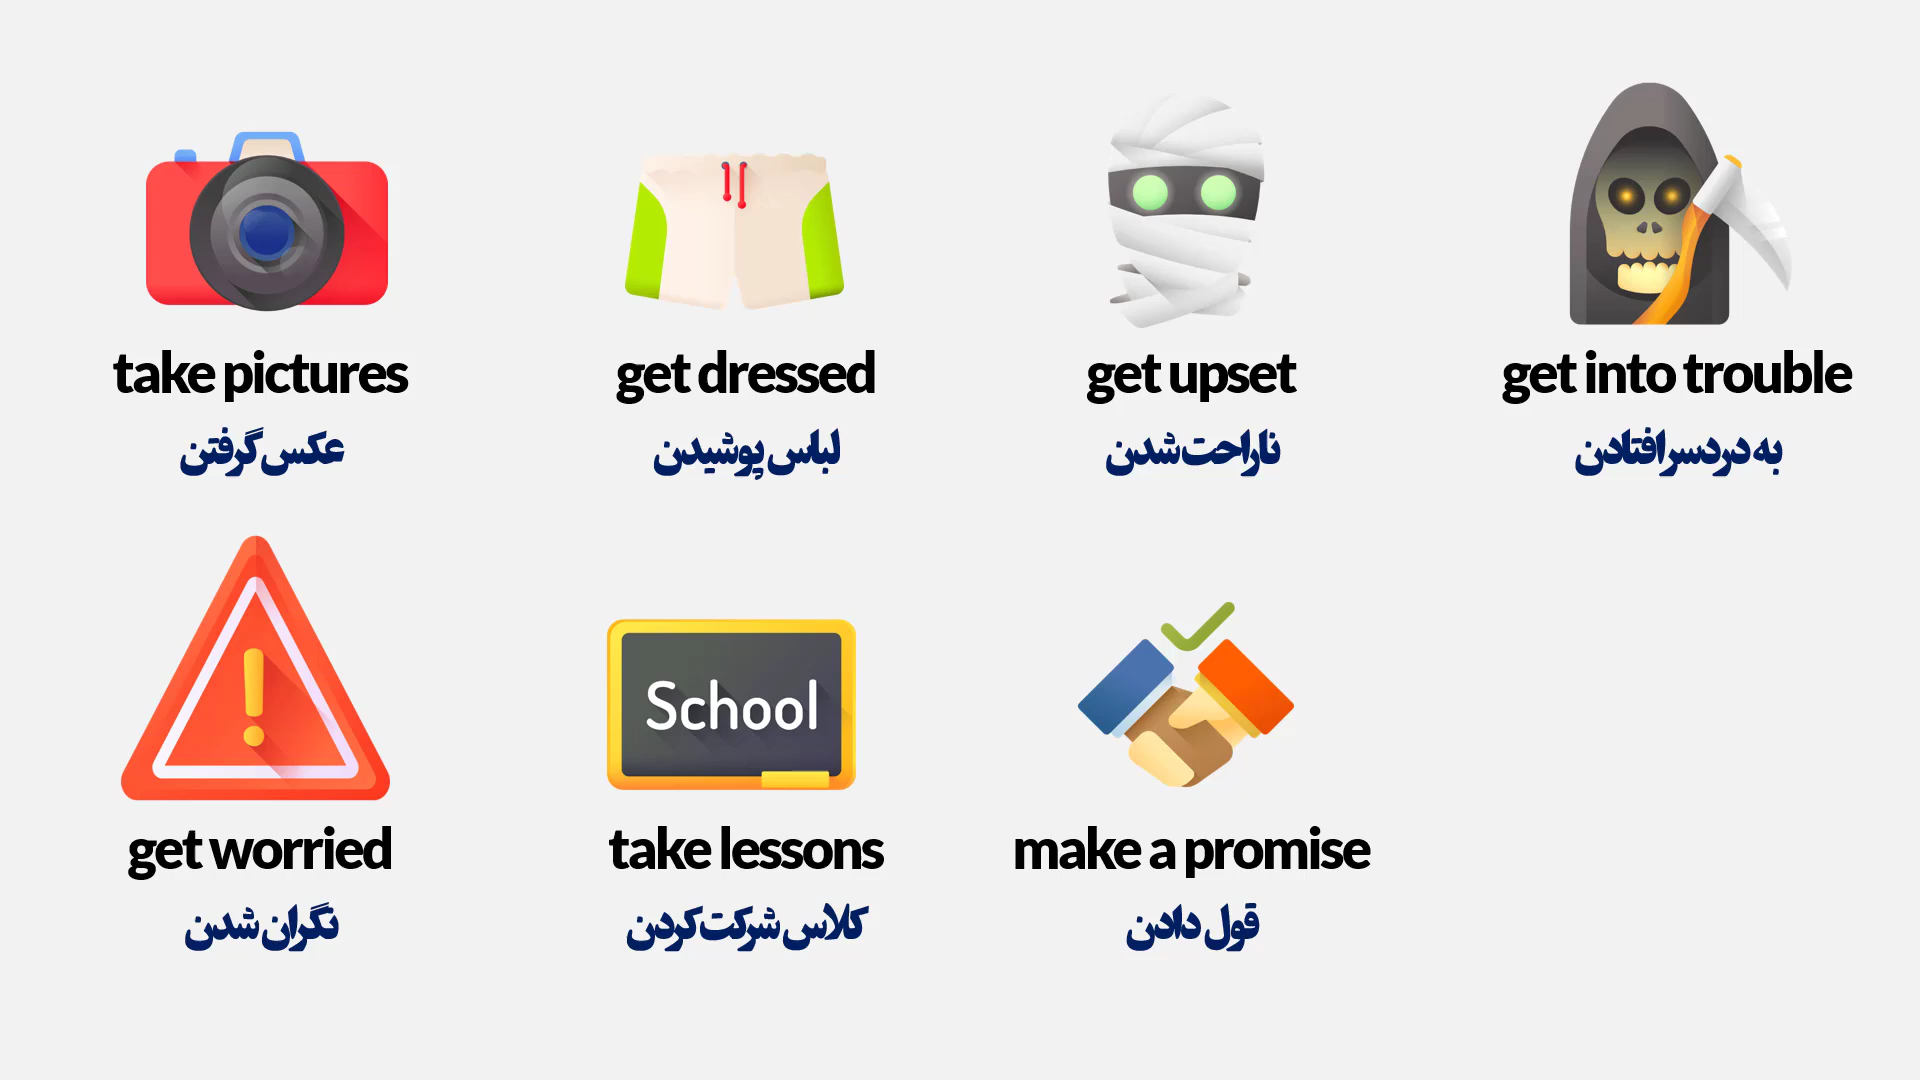 take pictures
عکس گرفتن
get dressed
لباس پوشیدن
get upset
ناراحت شدن
get into trouble
به دردسر افتادن
get worried
نگران شدن
School
take lessons
کلاس شرکت کردن
make a promise
قول دادن